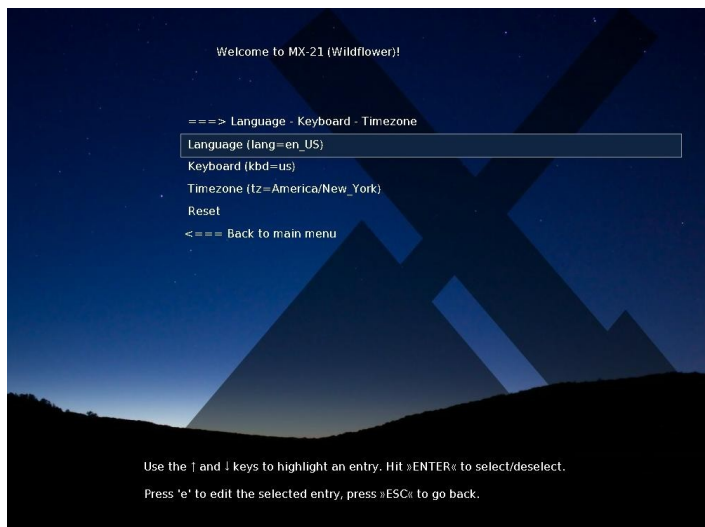 Welcome to MX-21 (Wildflower)!
===> Language - Keyboard - Timezone
Language (lang=en_US)
Keyboard (kbd=us)
Timezone (tz=America/New_York)
Reset
<=== Back to main menu
Use the ↑ and ↓ keys to highlight an entry. Hit »ENTER« to select/deselect.
Press 'e' to edit the selected entry, press »ESC« to go back.